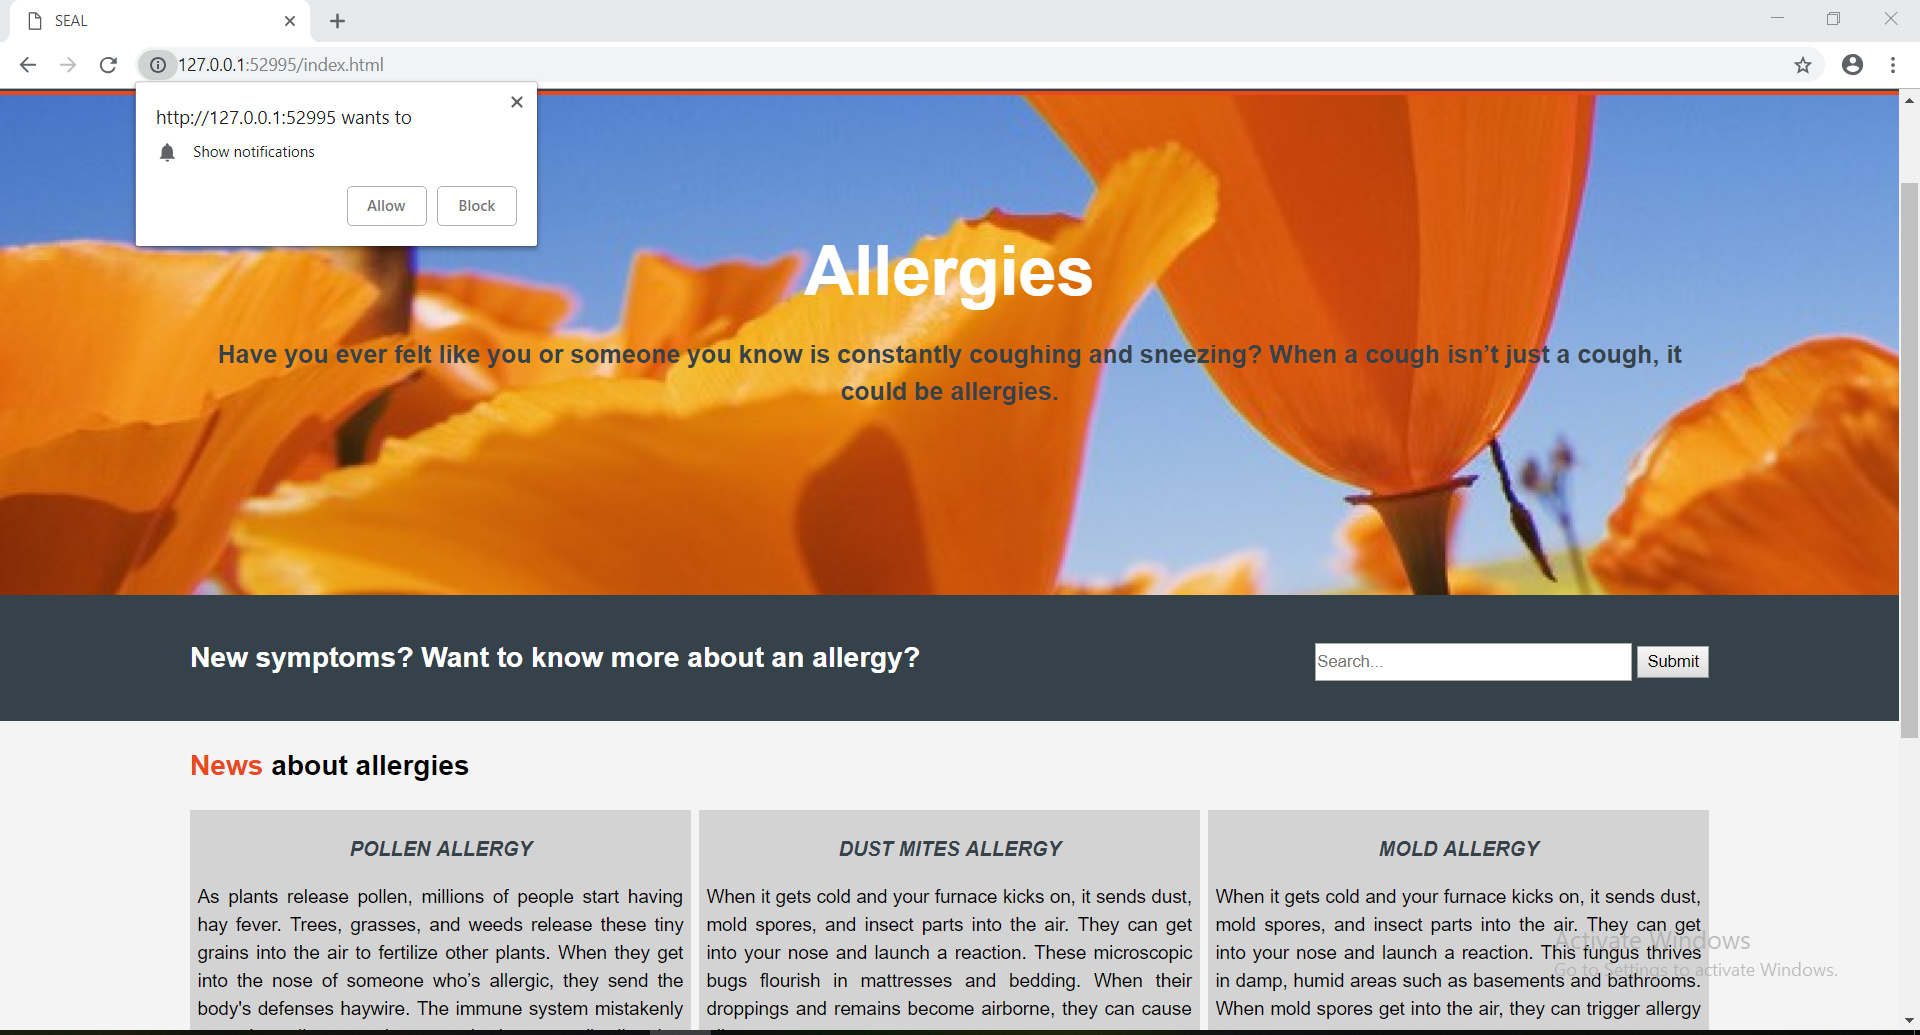 SEAL
127.0.0.1:52995/index.html
http://127.0.0.1:52995 wants to
Show notifications
Allow Block
Allergies
Have you ever felt like you or someone you know is constantly coughing and sneezing? When a cough isn’t just a cough, it
could be allergies.
New symptoms? Want to know more about an allergy?
Search... Submit
News about allergies
POLLEN ALLERGY
As plants release pollen, millions of people start having
hay fever. Trees, grasses, and weeds release these tiny
grains into the air to fertilize other plants. When they get
into the nose of someone who’s allergic, they send the
body's defenses haywire. The immune system mistakenly
DUST MITES ALLERGY
When it gets cold and your furnace kicks on, it sends dust,
mold spores, and insect parts into the air. They can get
into your nose and launch a reaction. These microscopic
bugs flourish in mattresses and bedding. When their
droppings and remains become airborne, they can cause
MOLD ALLERGY
When it gets cold and your furnace kicks on, it sends dust,
mold spores, and insect parts into the air. They can get
into your nose and launch a reaction. This fungus thrives
in damp, humid areas such as basements and bathrooms.
When mold spores get into the air, they can trigger allergy
Activate Windows
Go to Settings to activate Windows.